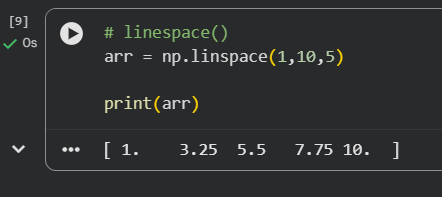 [9]
0s
# linespace()
arr = np.linspace(1,10,5)
print(arr)
[ 1.    3.25  5.5   7.75 10.  ]